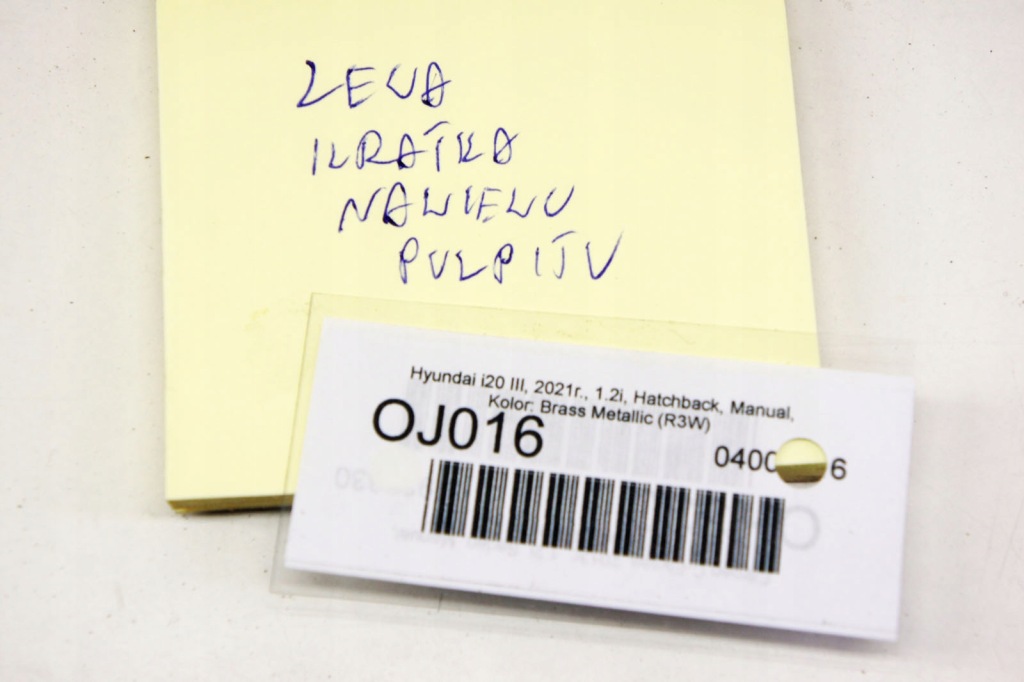 LEWA
KRATKA
NAWIEWU
PULPITU
Hyundai i20 III, 2021r., 1.2i, Hatchback, Manual,
Kolor: Brass Metallic (R3W)
OJ016